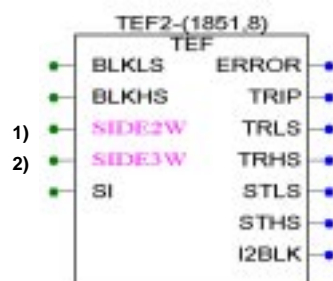 TEF2-(1851,8)
TEF
BLKLS ERROR
BLKHS TRIP
1) SIDE2W TRLS
2) SIDE3W TRHS
SI STLS
STHS
I2BLK